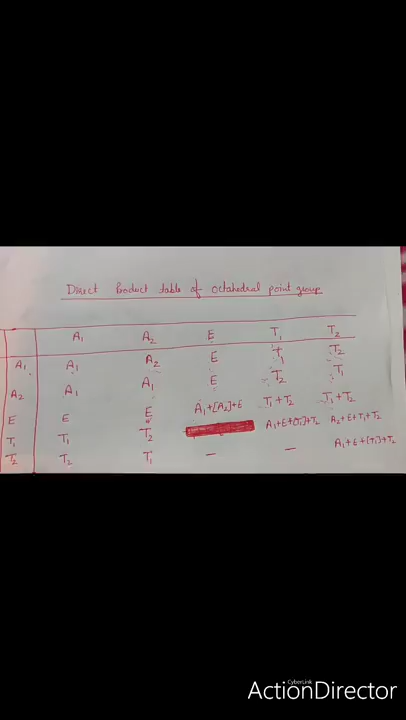 Direct Product table of octahedral point group
A₁ A₂ E T₁ T₂
A₁ A₁ A₂ E T₁ T₂
A₂ A₁ A₁ E T₂ T₁
E E E A₁+[A₂]+E T₁+T₂ T₁+T₂
T₁ T₁ T₂ A₁+E+[T₁]+T₂ A₂+E+T₁+T₂
T₂ T₂ T₁ — — A₁+E+[T₁]+T₂
CyberLink
ActionDirector